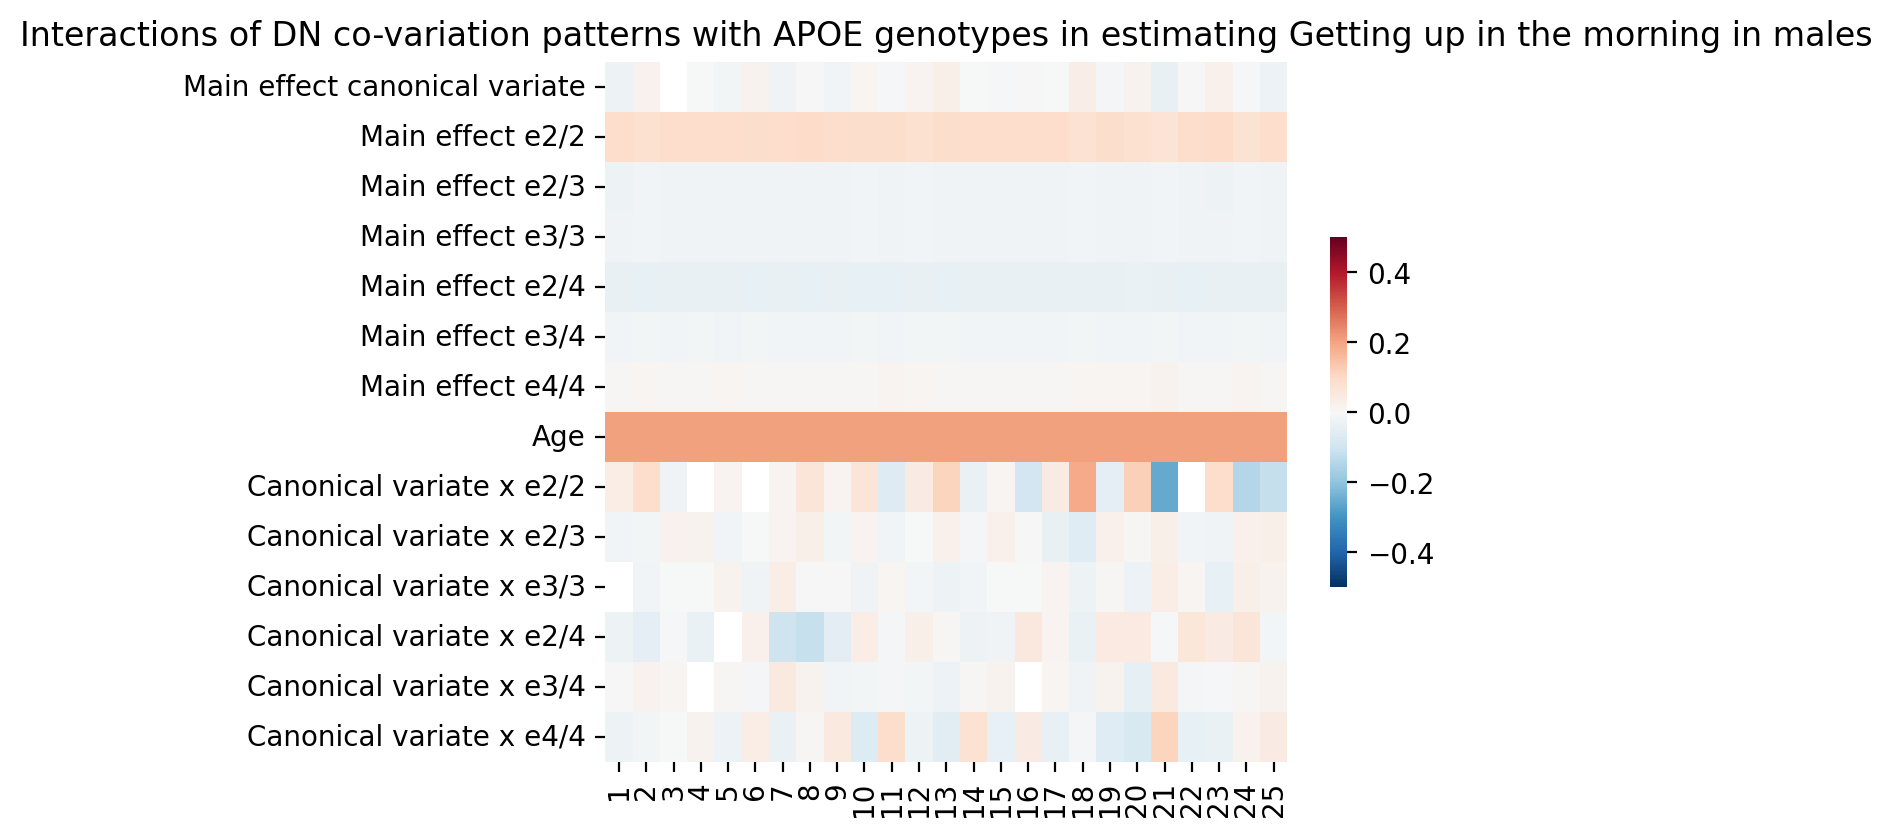 Interactions of DN co-variation patterns with APOE genotypes in estimating Getting up in the morning in males
Main effect canonical variate
Main effect e2/2
Main effect e2/3
Main effect e3/3
Main effect e2/4
Main effect e3/4
Main effect e4/4
Age
Canonical variate x e2/2
Canonical variate x e2/3
Canonical variate x e3/3
Canonical variate x e2/4
Canonical variate x e3/4
Canonical variate x e4/4
1 2 3 4 5 6 7 8 9 10 11 12 13 14 15 16 17 18 19 20 21 22 23 24 25
0.4
0.2
0.0
−0.2
−0.4